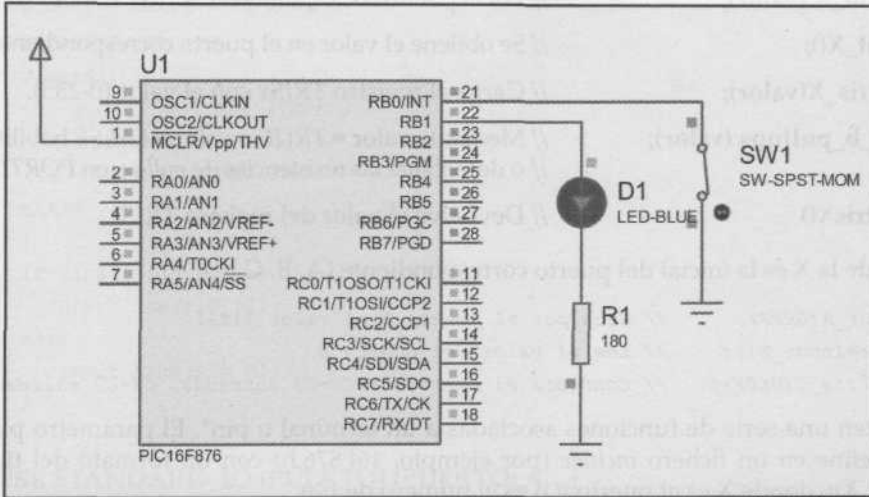 U1
9 OSC1/CLKIN
10 OSC2/CLKOUT
1 MCLR/Vpp/THV
2 RA0/AN0
3 RA1/AN1
4 RA2/AN2/VREF-
5 RA3/AN3/VREF+
6 RA4/T0CKI
7 RA5/AN4/SS
RB0/INT 21
RB1 22
RB2 23
RB3/PGM 24
RB4 25
RB5 26
RB6/PGC 27
RB7/PGD 28
RC0/T1OSO/T1CKI 11
RC1/T1OSI/CCP2 12
RC2/CCP1 13
RC3/SCK/SCL 14
RC4/SDI/SDA 15
RC5/SDO 16
RC6/TX/CK 17
RC7/RX/DT 18
PIC16F876
D1
LED-BLUE
R1
180
SW1
SW-SPST-MOM